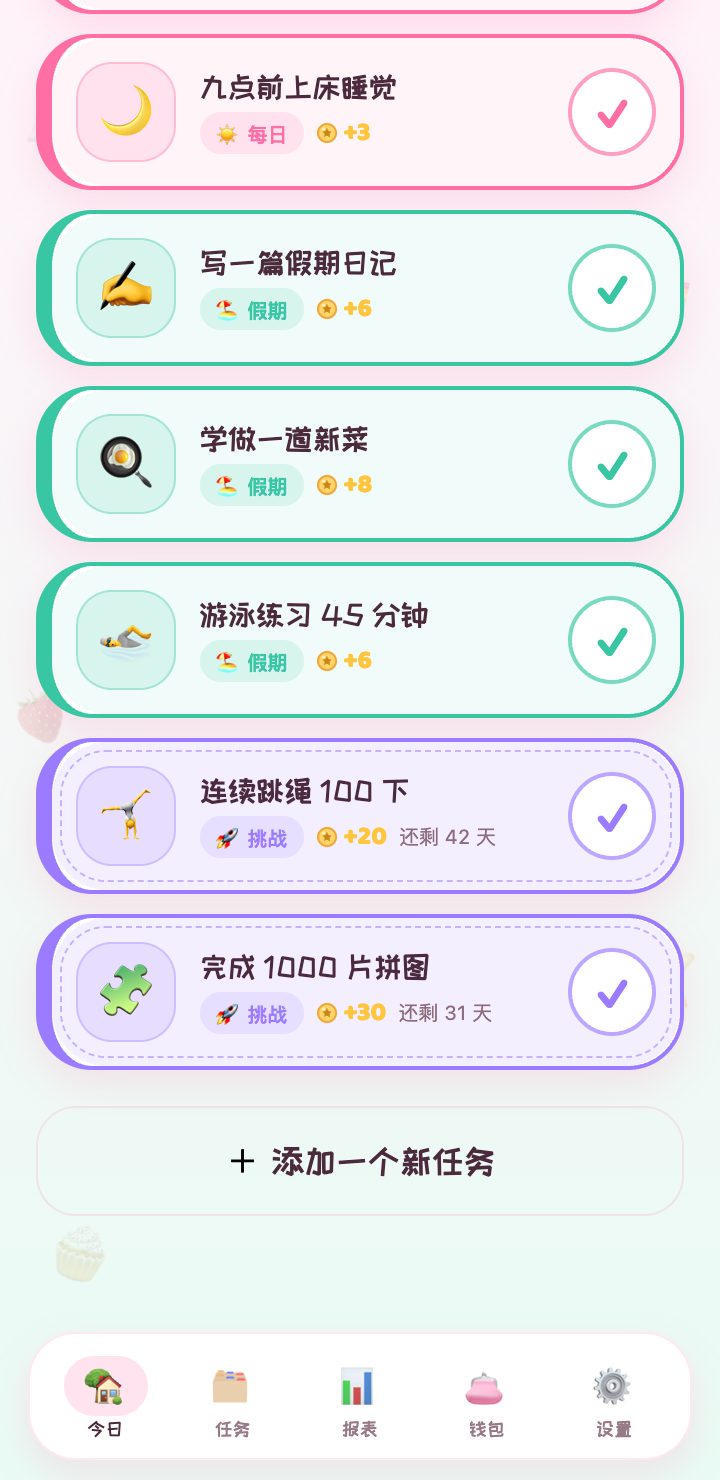 九点前上床睡觉
每日 +3
写一篇假期日记
假期 +6
学做一道新菜
假期 +8
游泳练习 45 分钟
假期 +6
连续跳绳 100 下
挑战 +20 还剩 42 天
完成 1000 片拼图
挑战 +30 还剩 31 天
+ 添加一个新任务
今日 任务 报表 钱包 设置